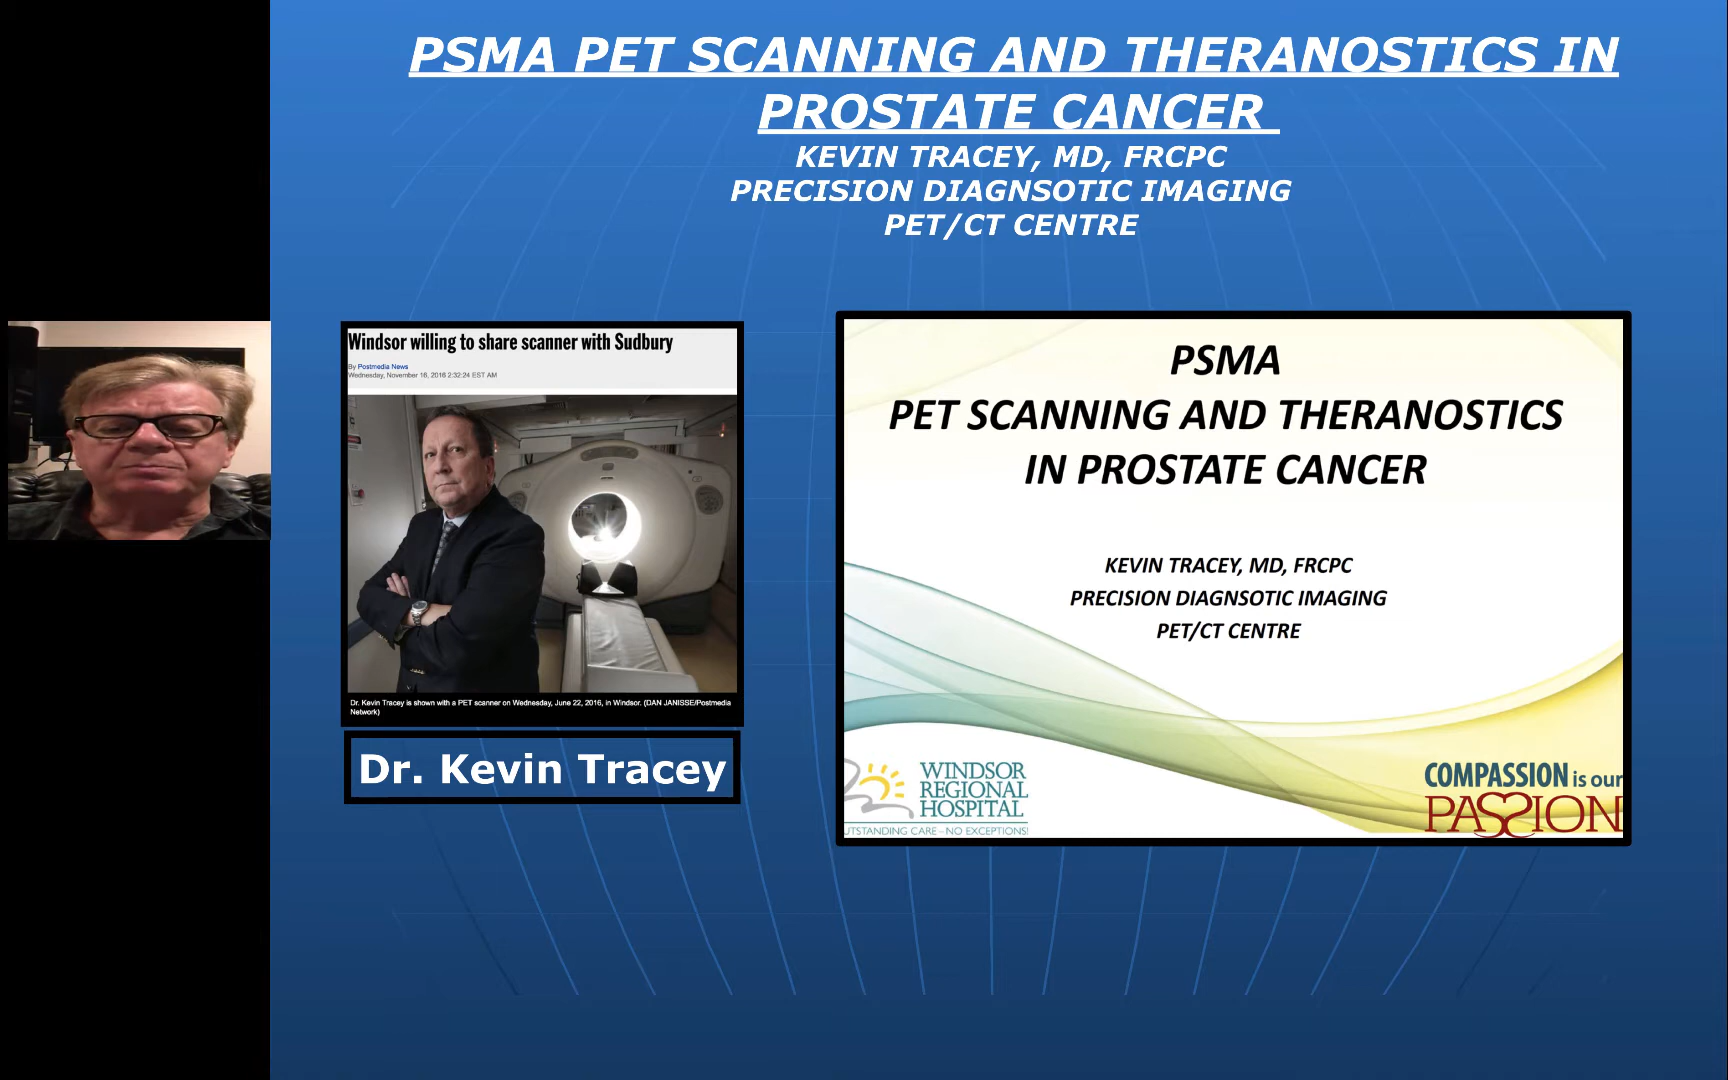 PSMA PET SCANNING AND THERANOSTICS IN
PROSTATE CANCER
KEVIN TRACEY, MD, FRCPC
PRECISION DIAGNSOTIC IMAGING
PET/CT CENTRE
Windsor willing to share scanner with Sudbury
By Postmedia News
Wednesday, November 16, 2016 2:32:24 EST AM
Dr. Kevin Tracey is shown with a PET scanner on Wednesday, June 22, 2016, in Windsor. (DAN JANISSE/Postmedia
Network)
Dr. Kevin Tracey
PSMA
PET SCANNING AND THERANOSTICS
IN PROSTATE CANCER
KEVIN TRACEY, MD, FRCPC
PRECISION DIAGNSOTIC IMAGING
PET/CT CENTRE
WINDSOR
REGIONAL
HOSPITAL
UTSTANDING CARE – NO EXCEPTIONS!
COMPASSION is our
PASSION